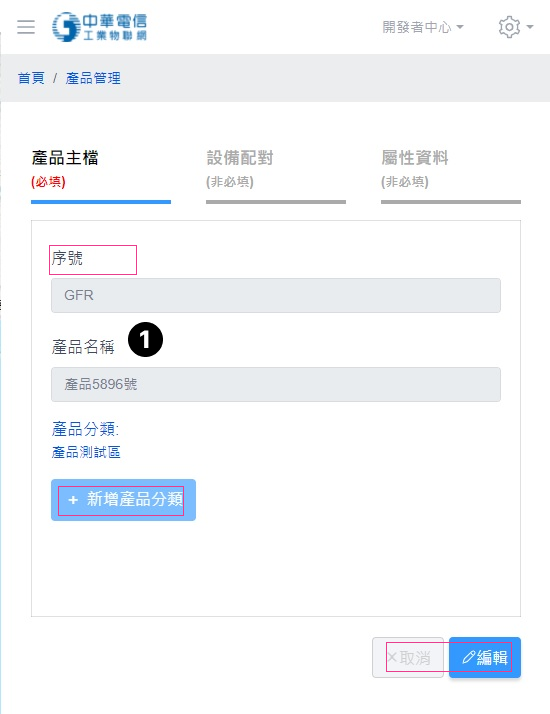 中華電信
工業物聯網
開發者中心
首頁 / 產品管理
產品主檔
(必填)
設備配對
(非必填)
屬性資料
(非必填)
序號
GFR
產品名稱 1
產品5896號
產品分類:
產品測試區
+ 新增產品分類
×取消
編輯